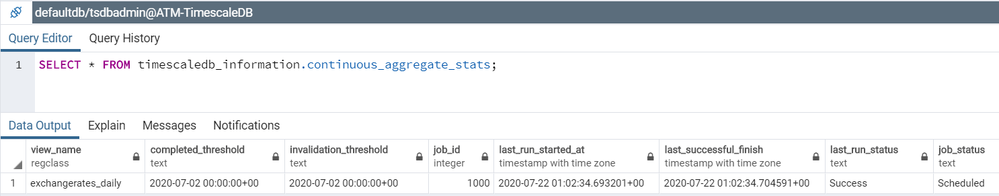 defaultdb/tsdbadmin@ATM-TimescaleDB
Query Editor Query History
1 SELECT * FROM timescaledb_information.continuous_aggregate_stats;
Data Output Explain Messages Notifications
view_name completed_threshold invalidation_threshold job_id last_run_started_at last_successful_finish last_run_status job_status
regclass text text integer timestamp with time zone timestamp with time zone text text
1 exchangerates_daily 2020-07-02 00:00:00+00 2020-07-02 00:00:00+00 1000 2020-07-22 01:02:34.693201+00 2020-07-22 01:02:34.704591+00 Success Scheduled